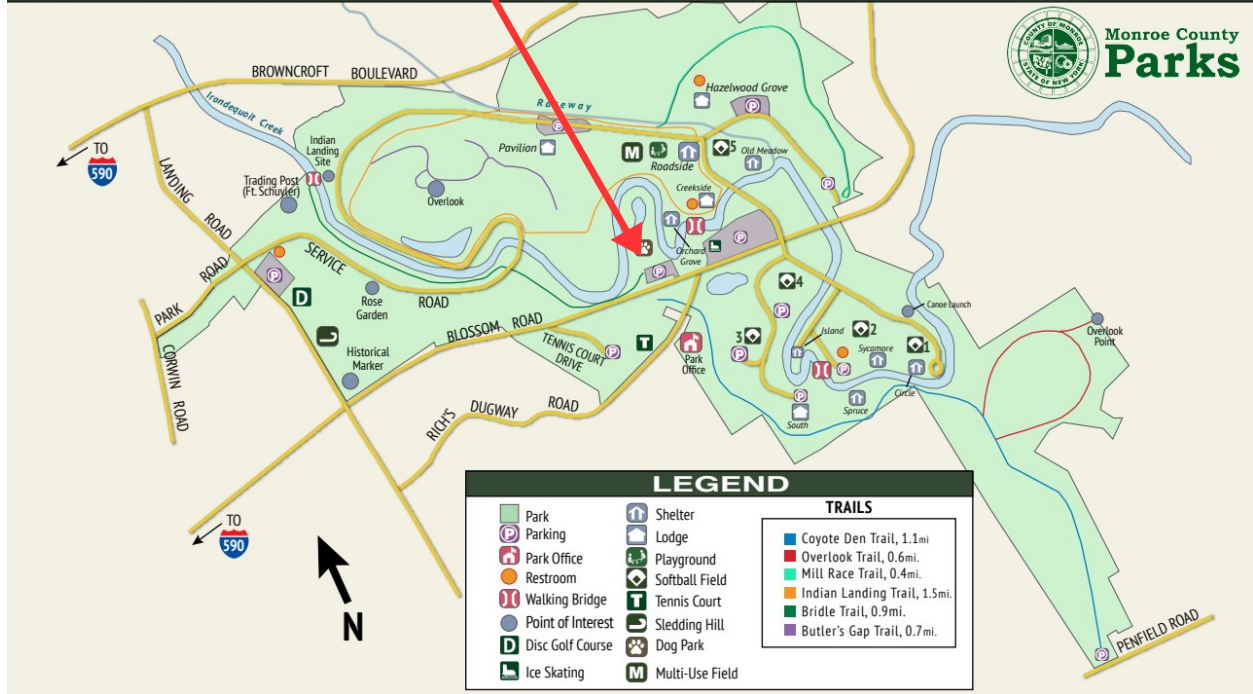 COUNTY OF MONROE
STATE OF NEW YORK
Monroe County
Parks
BROWNCROFT BOULEVARD
Irondequoit Creek
Raceway
Hazelwood Grove
P
P
Pavilion
M
Roadside
5
Old Meadow
TO
590
Indian
Landing
Site
Trading Post
(Ft. Schuyler)
LANDING ROAD
Overlook
Creekside
P
Orchard
Grove
P
P
SERVICE ROAD
PARK ROAD
P
D
Rose
Garden
4
P
Canoe Launch
Overlook
Point
CORWIN ROAD
BLOSSOM ROAD
TENNIS COURT
DRIVE
P
T
Park
Office
3
P
Island
2
Sycamore
1
P
Circle
Historical
Marker
P
South
Spruce
RICH'S DUGWAY ROAD
TO
590
N
PENFIELD ROAD
P
LEGEND
Park
P Parking
Park Office
Restroom
Walking Bridge
Point of Interest
D Disc Golf Course
Ice Skating
Shelter
Lodge
Playground
Softball Field
T Tennis Court
Sledding Hill
Dog Park
M Multi-Use Field
TRAILS
Coyote Den Trail, 1.1mi
Overlook Trail, 0.6mi.
Mill Race Trail, 0.4mi.
Indian Landing Trail, 1.5mi.
Bridle Trail, 0.9mi.
Butler's Gap Trail, 0.7mi.